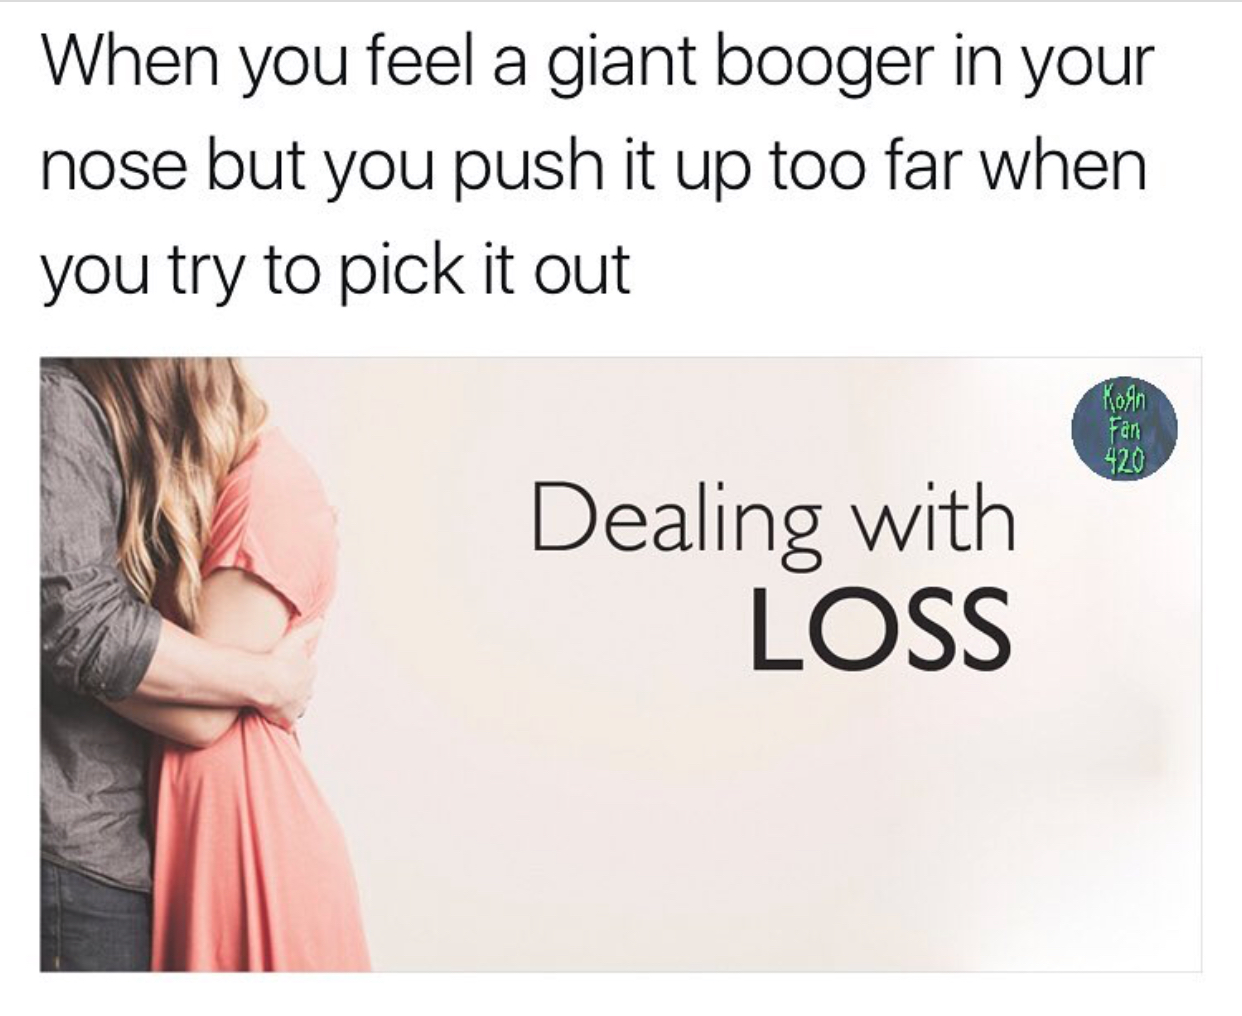 When you feel a giant booger in your
nose but you push it up too far when
you try to pick it out
KoЯn
Fan
420
Dealing with
LOSS